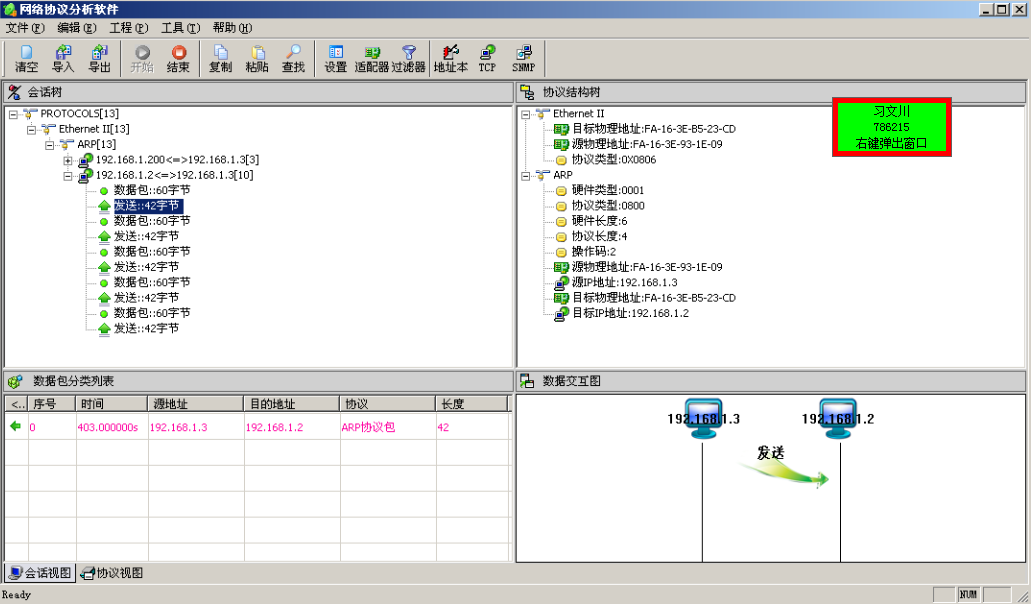 网络协议分析软件
文件(F) 编辑(E) 工程(P) 工具(T) 帮助(H)
清空 导入 导出 开始 结束 复制 粘贴 查找 设置 适配器 过滤器 地址本 TCP SNMP
会话树
PROTOCOLS[13]
Ethernet II[13]
ARP[13]
192.168.1.200<=>192.168.1.3[3]
192.168.1.2<=>192.168.1.3[10]
数据包::60字节
发送::42字节
数据包::60字节
发送::42字节
数据包::60字节
发送::42字节
数据包::60字节
发送::42字节
数据包::60字节
发送::42字节
协议结构树
Ethernet II
目标物理地址:FA-16-3E-B5-23-CD
源物理地址:FA-16-3E-93-1E-09
协议类型:0X0806
ARP
硬件类型:0001
协议类型:0800
硬件长度:6
协议长度:4
操作码:2
源物理地址:FA-16-3E-93-1E-09
源IP地址:192.168.1.3
目标物理地址:FA-16-3E-B5-23-CD
目标IP地址:192.168.1.2
习文川
786215
右键弹出窗口
数据包分类列表
<.. 序号 时间 源地址 目的地址 协议 长度
0 403.000000s 192.168.1.3 192.168.1.2 ARP协议包 42
数据交互图
192.168.1.3 192.168.1.2
发送
会话视图 协议视图
Ready NUM